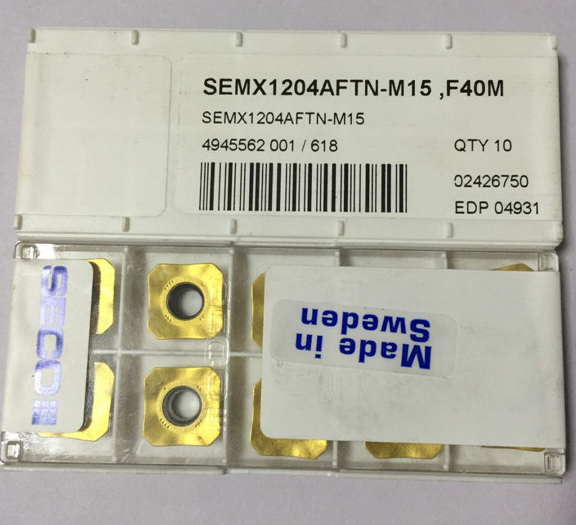 SEMX1204AFTN-M15 ,F40M
SEMX1204AFTN-M15
4945562 001 / 618
QTY 10
02426750
EDP 04931
SECO
Made in
Sweden